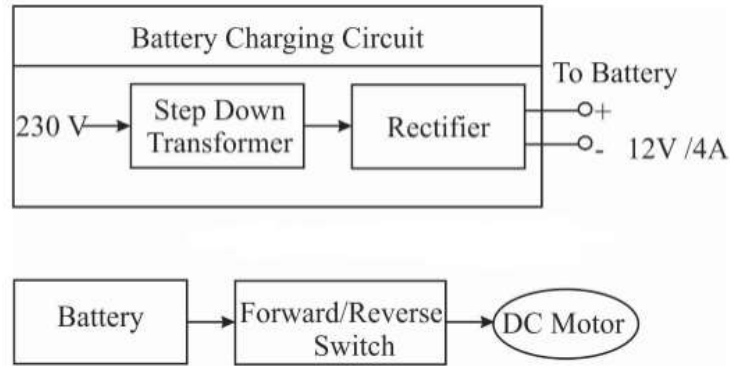 Battery Charging Circuit
To Battery
230 V
Step Down
Transformer
Rectifier
+
-
12V /4A
Battery
Forward/Reverse
Switch
DC Motor